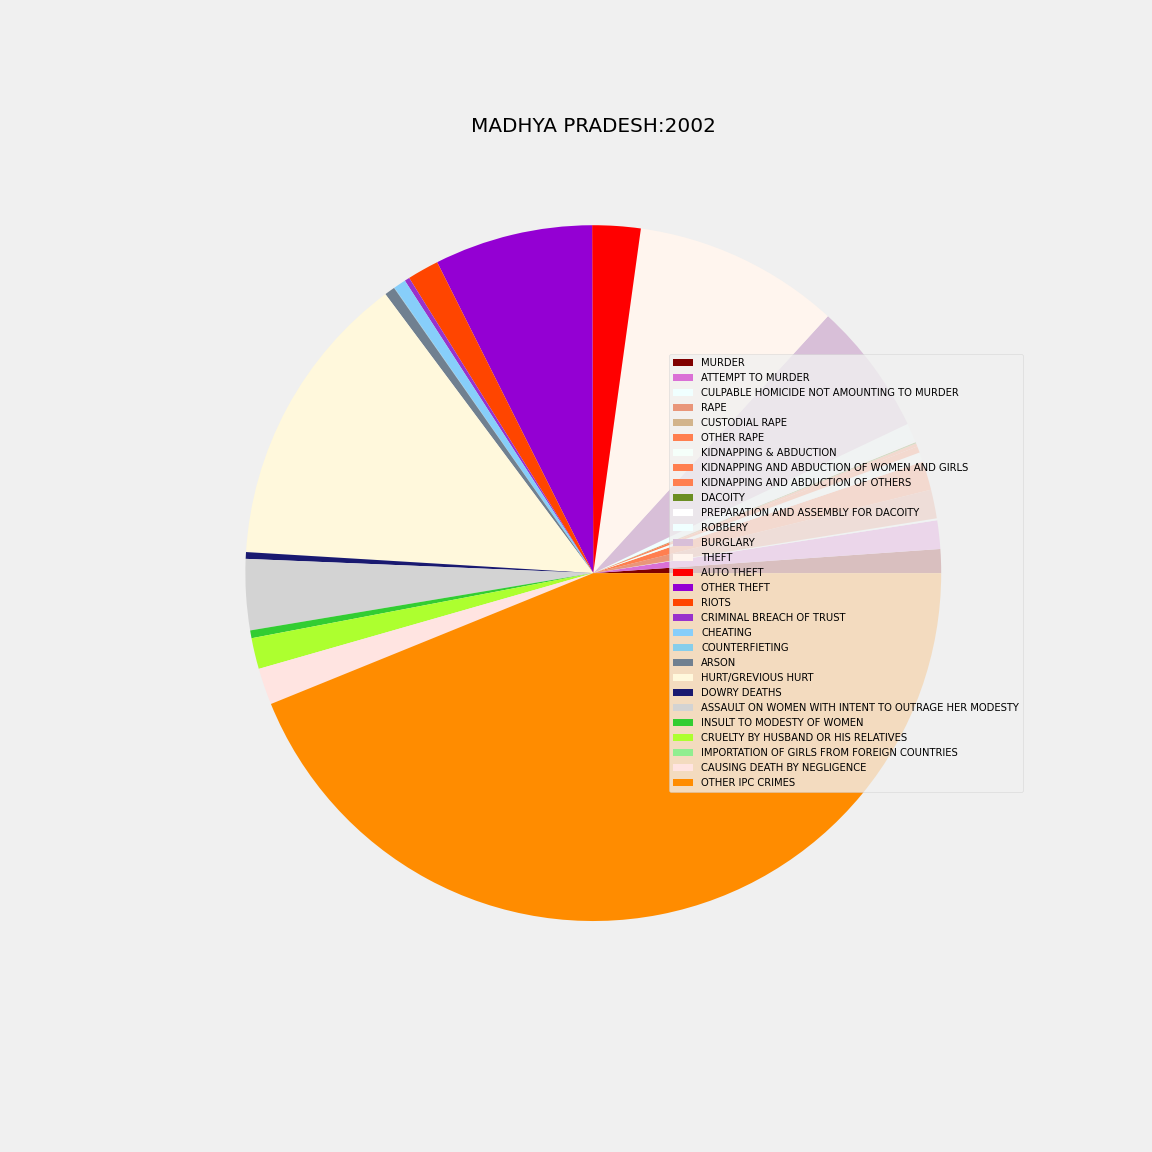 MADHYA PRADESH:2002
MURDER
ATTEMPT TO MURDER
CULPABLE HOMICIDE NOT AMOUNTING TO MURDER
RAPE
CUSTODIAL RAPE
OTHER RAPE
KIDNAPPING & ABDUCTION
KIDNAPPING AND ABDUCTION OF WOMEN AND GIRLS
KIDNAPPING AND ABDUCTION OF OTHERS
DACOITY
PREPARATION AND ASSEMBLY FOR DACOITY
ROBBERY
BURGLARY
THEFT
AUTO THEFT
OTHER THEFT
RIOTS
CRIMINAL BREACH OF TRUST
CHEATING
COUNTERFIETING
ARSON
HURT/GREVIOUS HURT
DOWRY DEATHS
ASSAULT ON WOMEN WITH INTENT TO OUTRAGE HER MODESTY
INSULT TO MODESTY OF WOMEN
CRUELTY BY HUSBAND OR HIS RELATIVES
IMPORTATION OF GIRLS FROM FOREIGN COUNTRIES
CAUSING DEATH BY NEGLIGENCE
OTHER IPC CRIMES